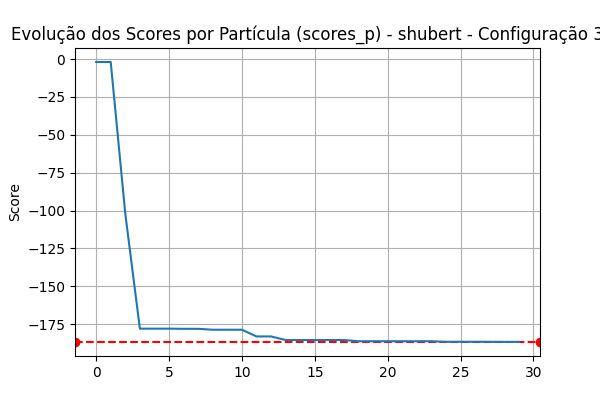 Evolução dos Scores por Partícula (scores_p) - shubert - Configuração 3
0
−25
−50
−75
−100
−125
−150
−175
Score
0 5 10 15 20 25 30